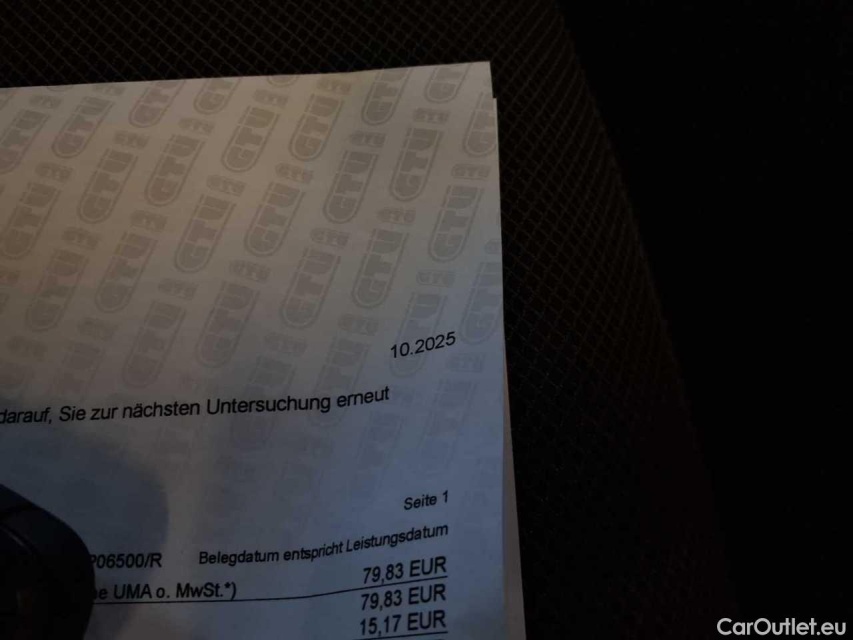 10.2025
darauf, Sie zur nächsten Untersuchung erneut
Seite 1
P06500/R Belegdatum entspricht Leistungsdatum
79,83 EUR
UMA o. MwSt.*)
79,83 EUR
15,17 EUR
GTÜ
CarOutlet.eu